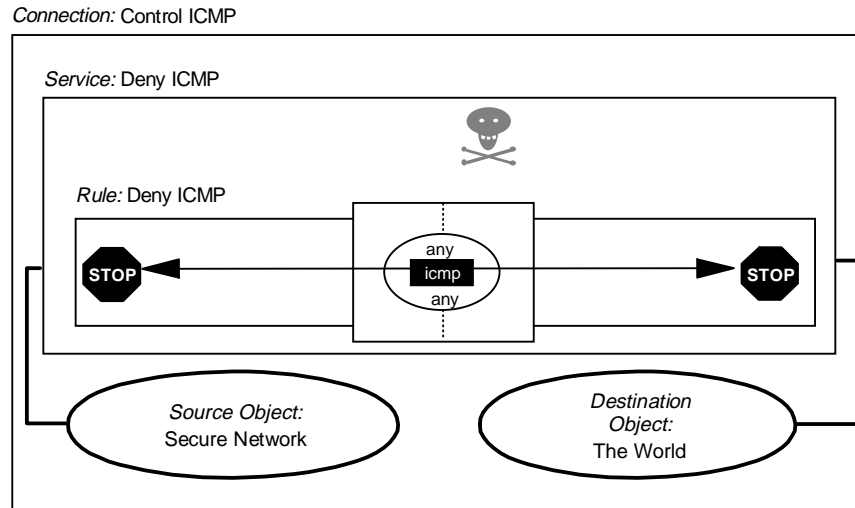 Connection: Control ICMP
Service: Deny ICMP
Rule: Deny ICMP
any
STOP
icmp
STOP
any
Source Object:
Secure Network
Destination
Object:
The World